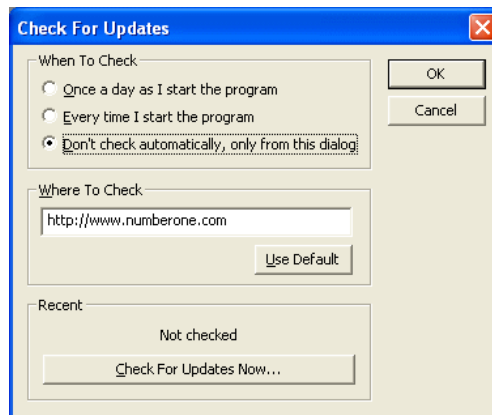 Check For Updates
When To Check
Once a day as I start the program
Every time I start the program
Don't check automatically, only from this dialog
OK
Cancel
Where To Check
http://www.numberone.com
Use Default
Recent
Not checked
Check For Updates Now...